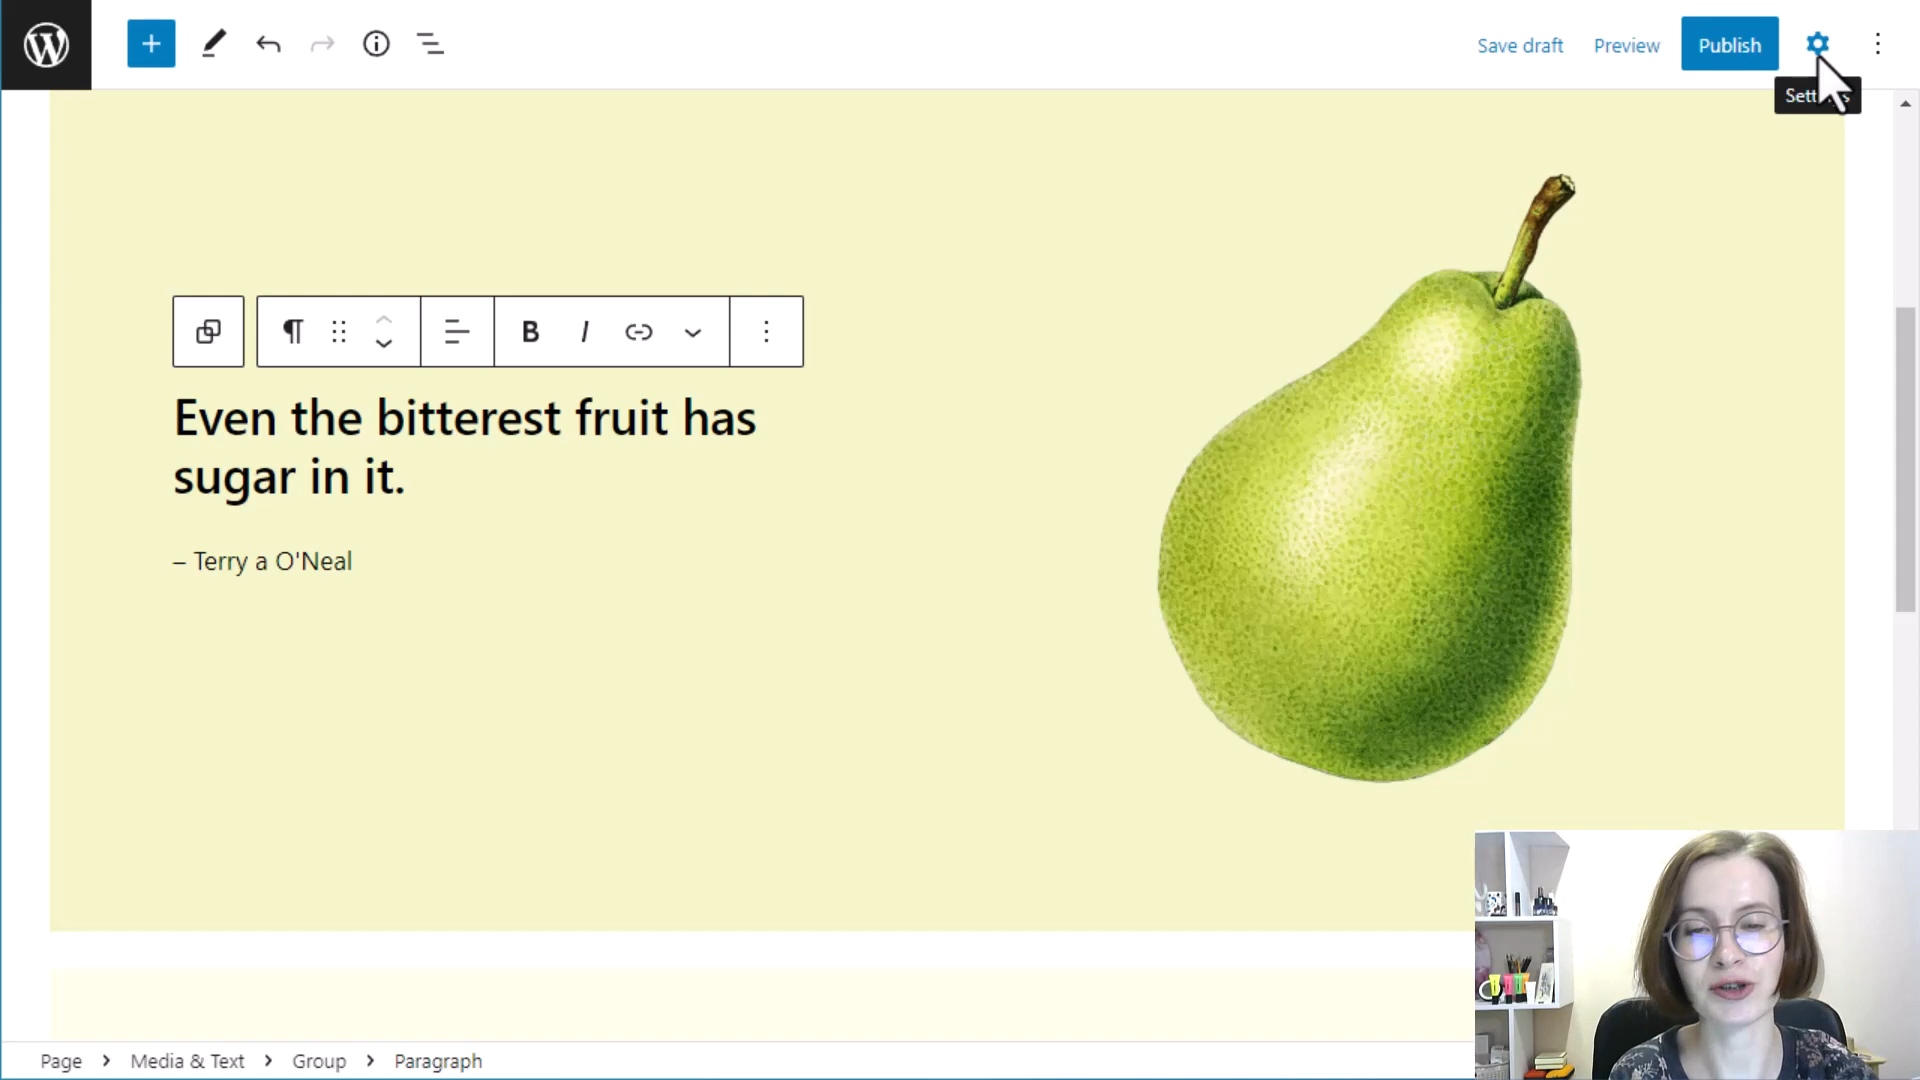 Save draft Preview Publish
Settings
B I
Even the bitterest fruit has
sugar in it.
– Terry a O'Neal
Page Media & Text Group Paragraph